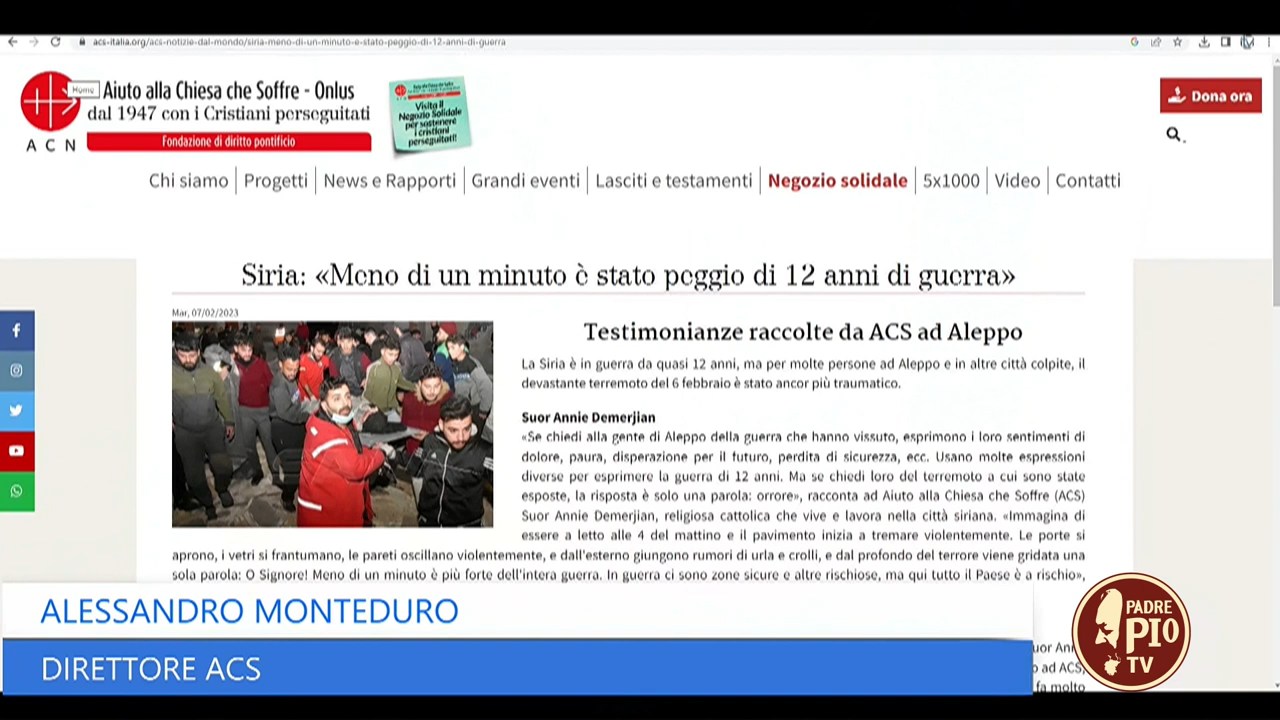 acs-italia.org/acs-notizie-dal-mondo/siria-meno-di-un-minuto-e-stato-peggio-di-12-anni-di-guerra
Home
Aiuto alla Chiesa che Soffre - Onlus
dal 1947 con i Cristiani perseguitati
Fondazione di diritto pontificio
ACN
Visita il
Negozio Solidale
per sostenere
i cristiani
perseguitati!
Dona ora
Chi siamo
Progetti
News e Rapporti
Grandi eventi
Lasciti e testamenti
Negozio solidale
5x1000
Video
Contatti
Siria: «Meno di un minuto è stato peggio di 12 anni di guerra»
Mar, 07/02/2023
Testimonianze raccolte da ACS ad Aleppo
La Siria è in guerra da quasi 12 anni, ma per molte persone ad Aleppo e in altre città colpite, il
devastante terremoto del 6 febbraio è stato ancor più traumatico.
Suor Annie Demerjian
«Se chiedi alla gente di Aleppo della guerra che hanno vissuto, esprimono i loro sentimenti di
dolore, paura, disperazione per il futuro, perdita di sicurezza, ecc. Usano molte espressioni
diverse per esprimere la guerra di 12 anni. Ma se chiedi loro del terremoto a cui sono state
esposte, la risposta è solo una parola: orrore», racconta ad Aiuto alla Chiesa che Soffre (ACS)
Suor Annie Demerjian, religiosa cattolica che vive e lavora nella città siriana. «Immagina di
essere a letto alle 4 del mattino e il pavimento inizia a tremare violentemente. Le porte si
aprono, i vetri si frantumano, le pareti oscillano violentemente, e dall'esterno giungono rumori di urla e crolli, e dal profondo del terrore viene gridata una
sola parola: O Signore! Meno di un minuto è più forte dell'intera guerra. In guerra ci sono zone sicure e altre rischiose, ma qui tutto il Paese è a rischio»,
ad ACS,
fa molto
ALESSANDRO MONTEDURO
DIRETTORE ACS
PADRE
PIO
TV